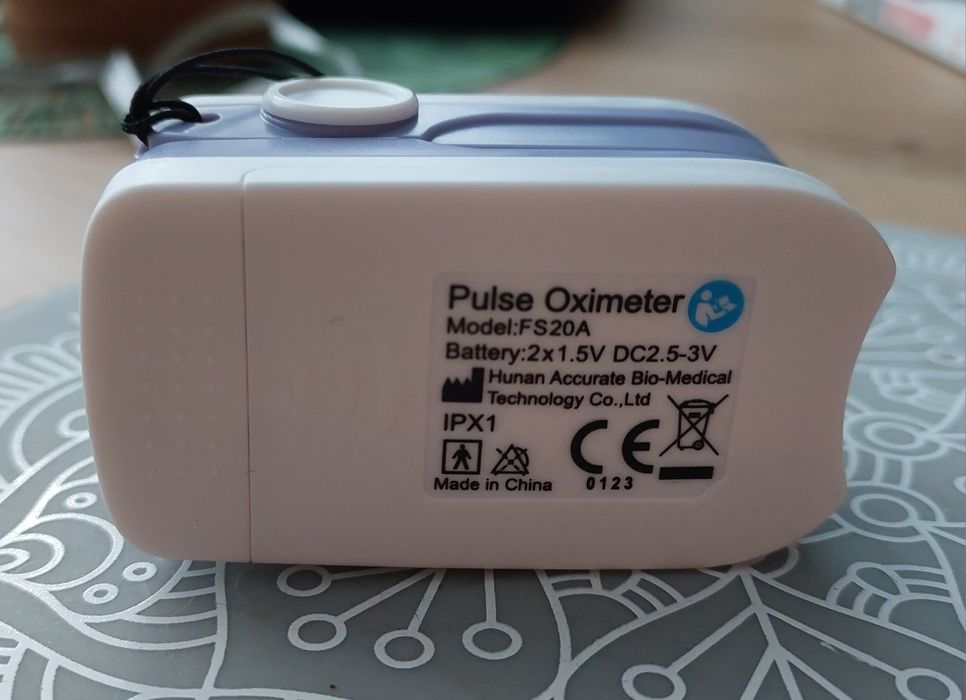 Pulse Oximeter
Model:FS20A
Battery:2x1.5V DC2.5-3V
Hunan Accurate Bio-Medical
Technology Co.,Ltd
IPX1
CE
0123
Made in China